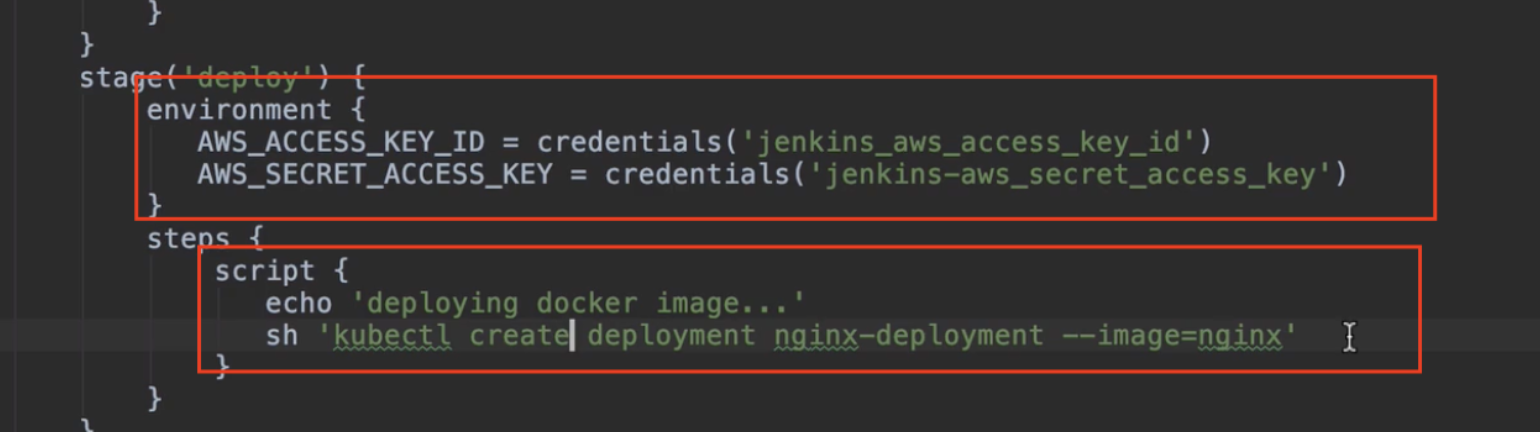 }
}
stage('deploy') {
environment {
AWS_ACCESS_KEY_ID = credentials('jenkins_aws_access_key_id')
AWS_SECRET_ACCESS_KEY = credentials('jenkins-aws_secret_access_key')
}
steps {
script {
echo 'deploying docker image...'
sh 'kubectl create deployment nginx-deployment --image=nginx'
}
}
}